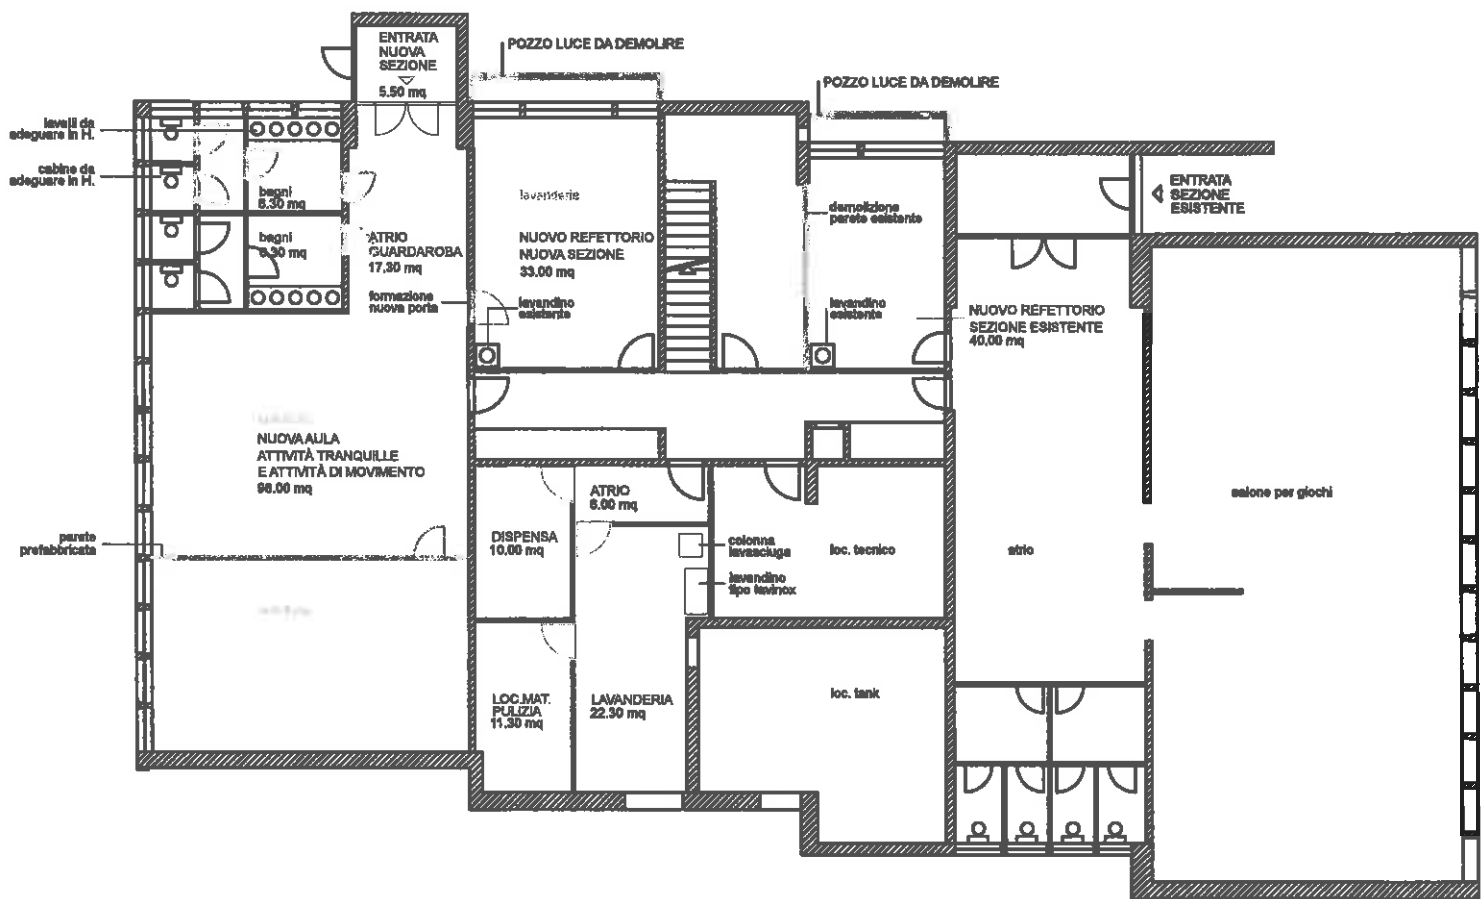 ENTRATA
NUOVA
SEZIONE
5.50 mq
POZZO LUCE DA DEMOLIRE
POZZO LUCE DA DEMOLIRE
lavelli da
adeguare in H.
cabine da
adeguare in H.
bagni
6.30 mq
bagni
6.30 mq
ATRIO
GUARDAROBA
17,30 mq
formazione
nuova porta
lavanderie
NUOVO REFETTORIO
NUOVA SEZIONE
33.00 mq
lavandino
esistente
demolizione
parete esistente
lavandino
esistente
ENTRATA
SEZIONE
ESISTENTE
NUOVO REFETTORIO
SEZIONE ESISTENTE
40,00 mq
NUOVA AULA
ATTIVITÀ TRANQUILLE
E ATTIVITÀ DI MOVIMENTO
98.00 mq
parete
prefabbricata
ATRIO
6.00 mq
DISPENSA
10,00 mq
colonna
lavasciuga
lavandino
tipo lavinox
loc. tecnico
atrio
salone per giochi
LOC.MAT.
PULIZIA
11,30 mq
LAVANDERIA
22.30 mq
loc. tank